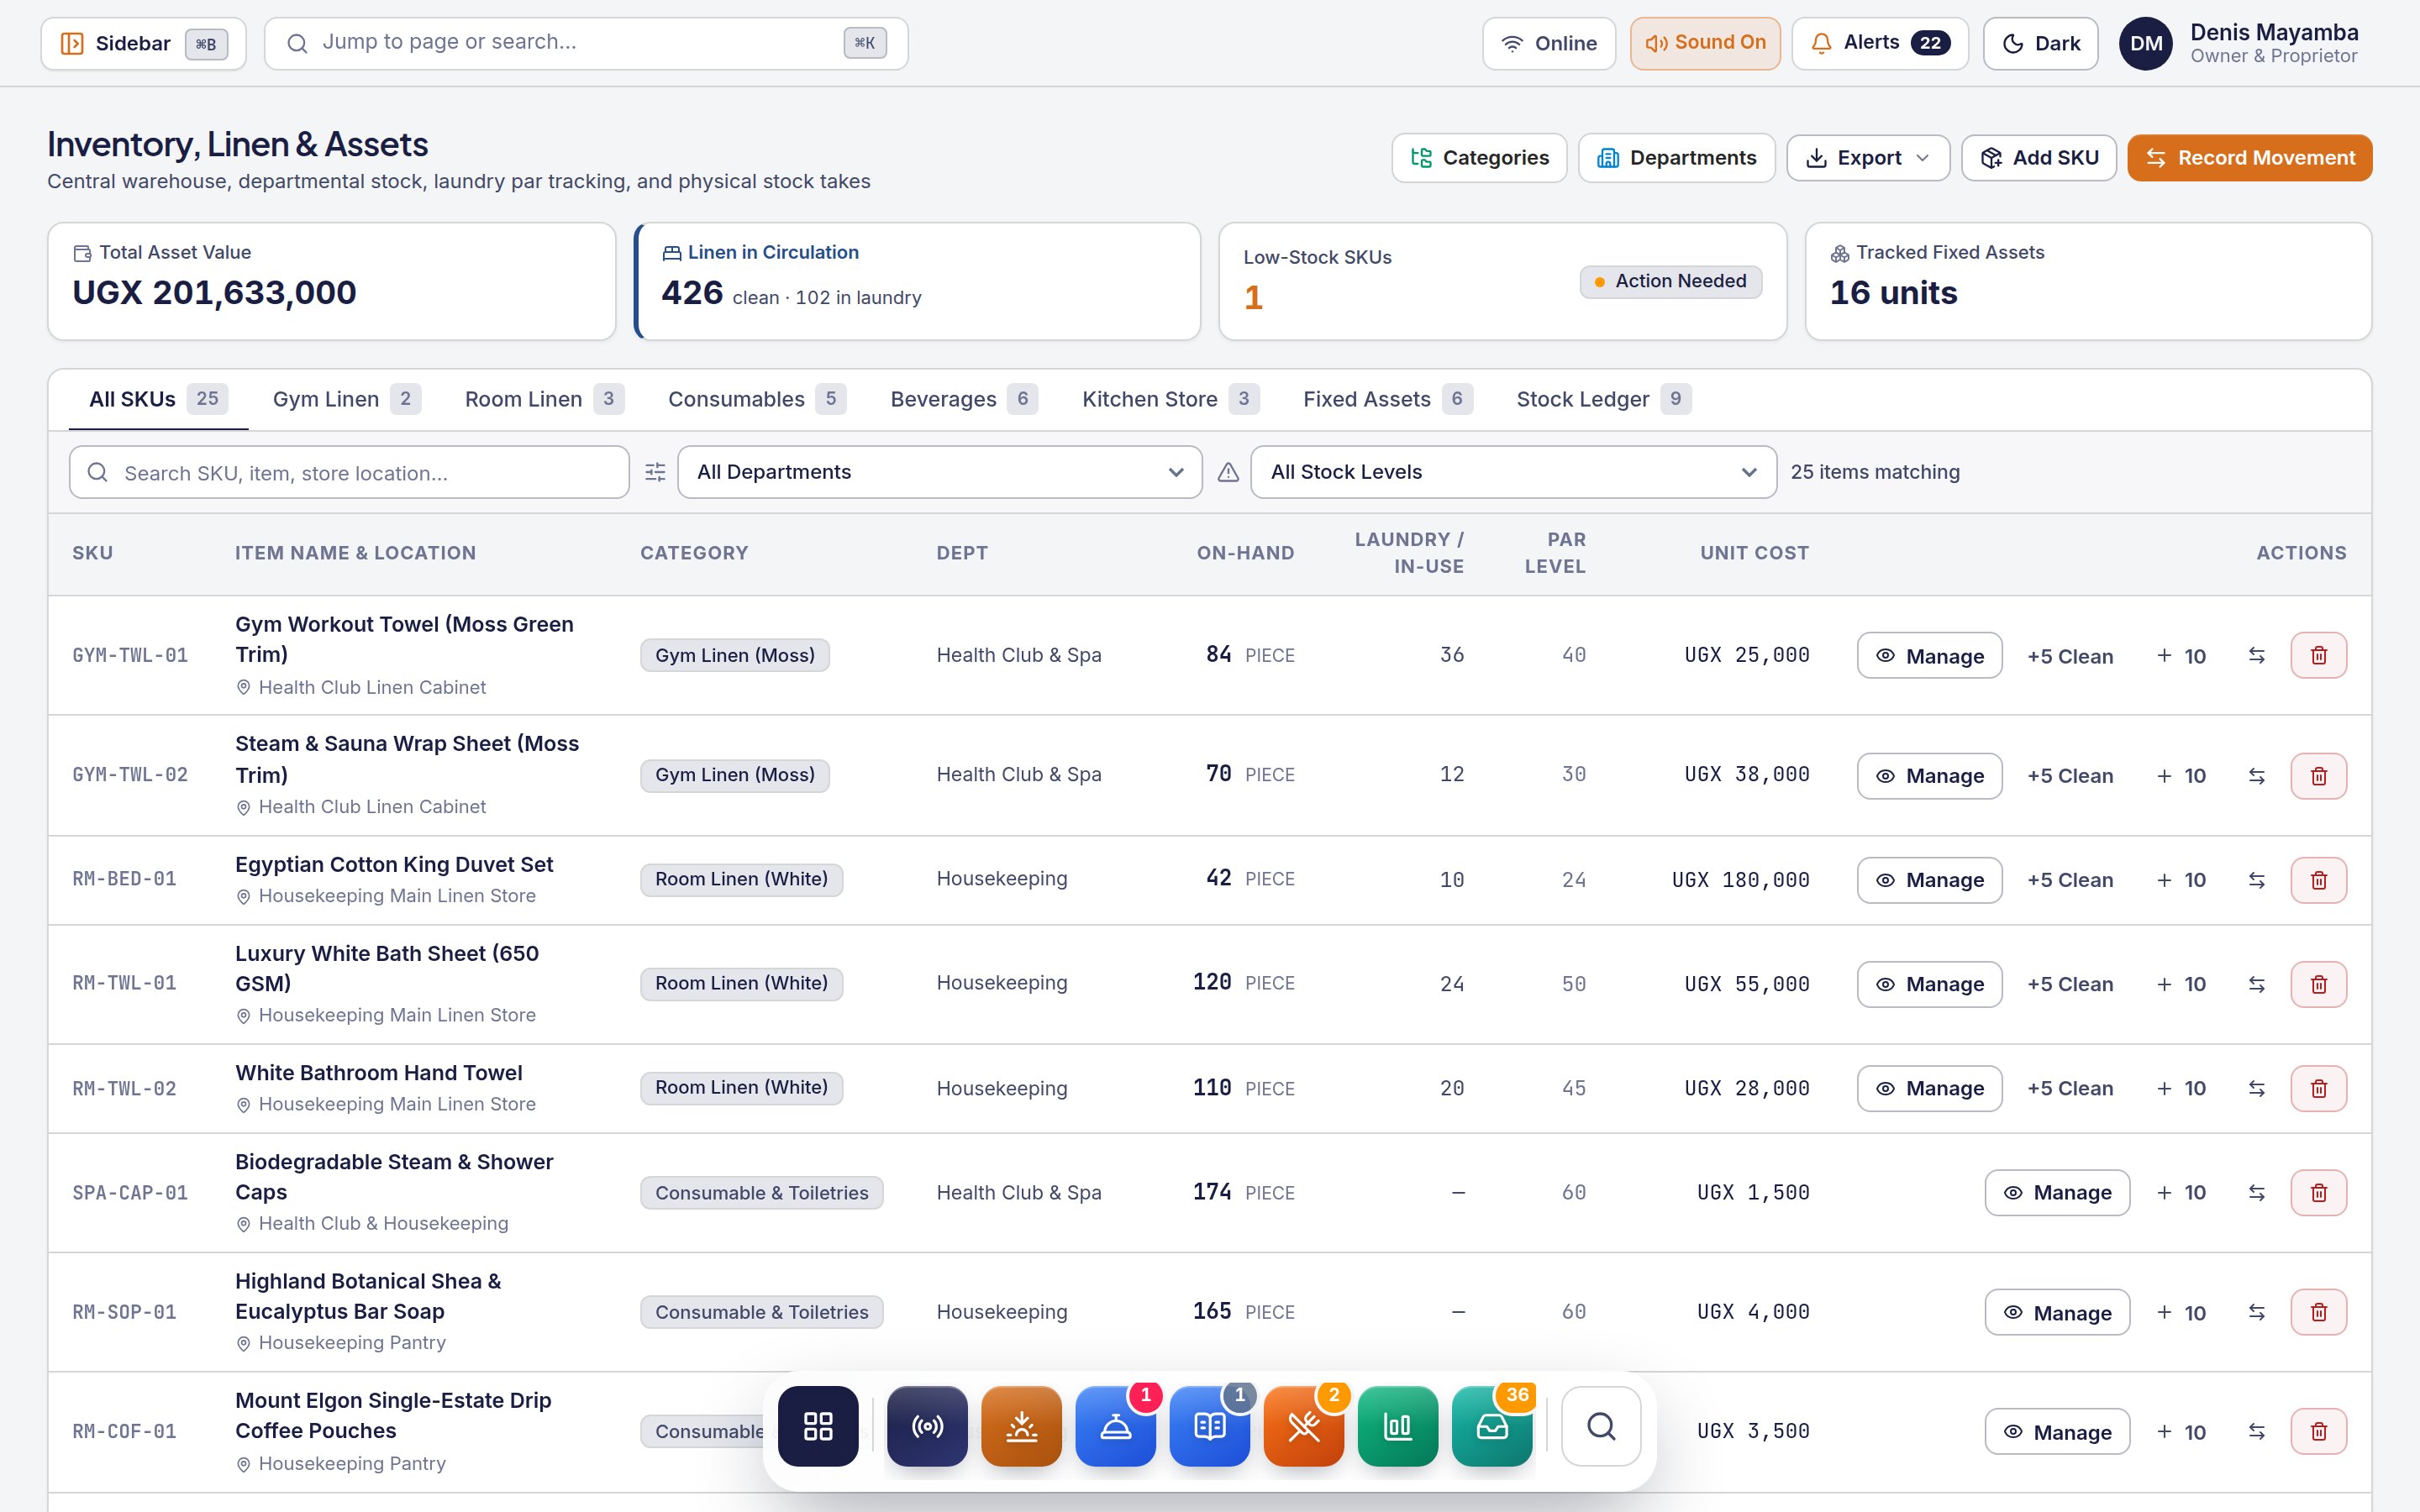 Sidebar ⌘B Jump to page or search... ⌘K Online Sound On Alerts 22 Dark DM Denis Mayamba
Owner & Proprietor
Inventory, Linen & Assets
Central warehouse, departmental stock, laundry par tracking, and physical stock takes
Categories Departments Export Add SKU Record Movement
Total Asset Value
UGX 201,633,000
Linen in Circulation
426 clean · 102 in laundry
Low-Stock SKUs
1
Action Needed
Tracked Fixed Assets
16 units
All SKUs 25 Gym Linen 2 Room Linen 3 Consumables 5 Beverages 6 Kitchen Store 3 Fixed Assets 6 Stock Ledger 9
Search SKU, item, store location... All Departments All Stock Levels 25 items matching
SKU ITEM NAME & LOCATION CATEGORY DEPT ON-HAND LAUNDRY / IN-USE PAR LEVEL UNIT COST ACTIONS
GYM-TWL-01 Gym Workout Towel (Moss Green
Trim)
Health Club Linen Cabinet
Gym Linen (Moss) Health Club & Spa 84 PIECE 36 40 UGX 25,000 Manage +5 Clean + 10
GYM-TWL-02 Steam & Sauna Wrap Sheet (Moss
Trim)
Health Club Linen Cabinet
Gym Linen (Moss) Health Club & Spa 70 PIECE 12 30 UGX 38,000 Manage +5 Clean + 10
RM-BED-01 Egyptian Cotton King Duvet Set
Housekeeping Main Linen Store
Room Linen (White) Housekeeping 42 PIECE 10 24 UGX 180,000 Manage +5 Clean + 10
RM-TWL-01 Luxury White Bath Sheet (650
GSM)
Housekeeping Main Linen Store
Room Linen (White) Housekeeping 120 PIECE 24 50 UGX 55,000 Manage +5 Clean + 10
RM-TWL-02 White Bathroom Hand Towel
Housekeeping Main Linen Store
Room Linen (White) Housekeeping 110 PIECE 20 45 UGX 28,000 Manage +5 Clean + 10
SPA-CAP-01 Biodegradable Steam & Shower
Caps
Health Club & Housekeeping
Consumable & Toiletries Health Club & Spa 174 PIECE — 60 UGX 1,500 Manage + 10
RM-SOP-01 Highland Botanical Shea &
Eucalyptus Bar Soap
Housekeeping Pantry
Consumable & Toiletries Housekeeping 165 PIECE — 60 UGX 4,000 Manage + 10
RM-COF-01 Mount Elgon Single-Estate Drip
Coffee Pouches
Housekeeping Pantry
Consumable UGX 3,500 Manage + 10
1 1 2 36